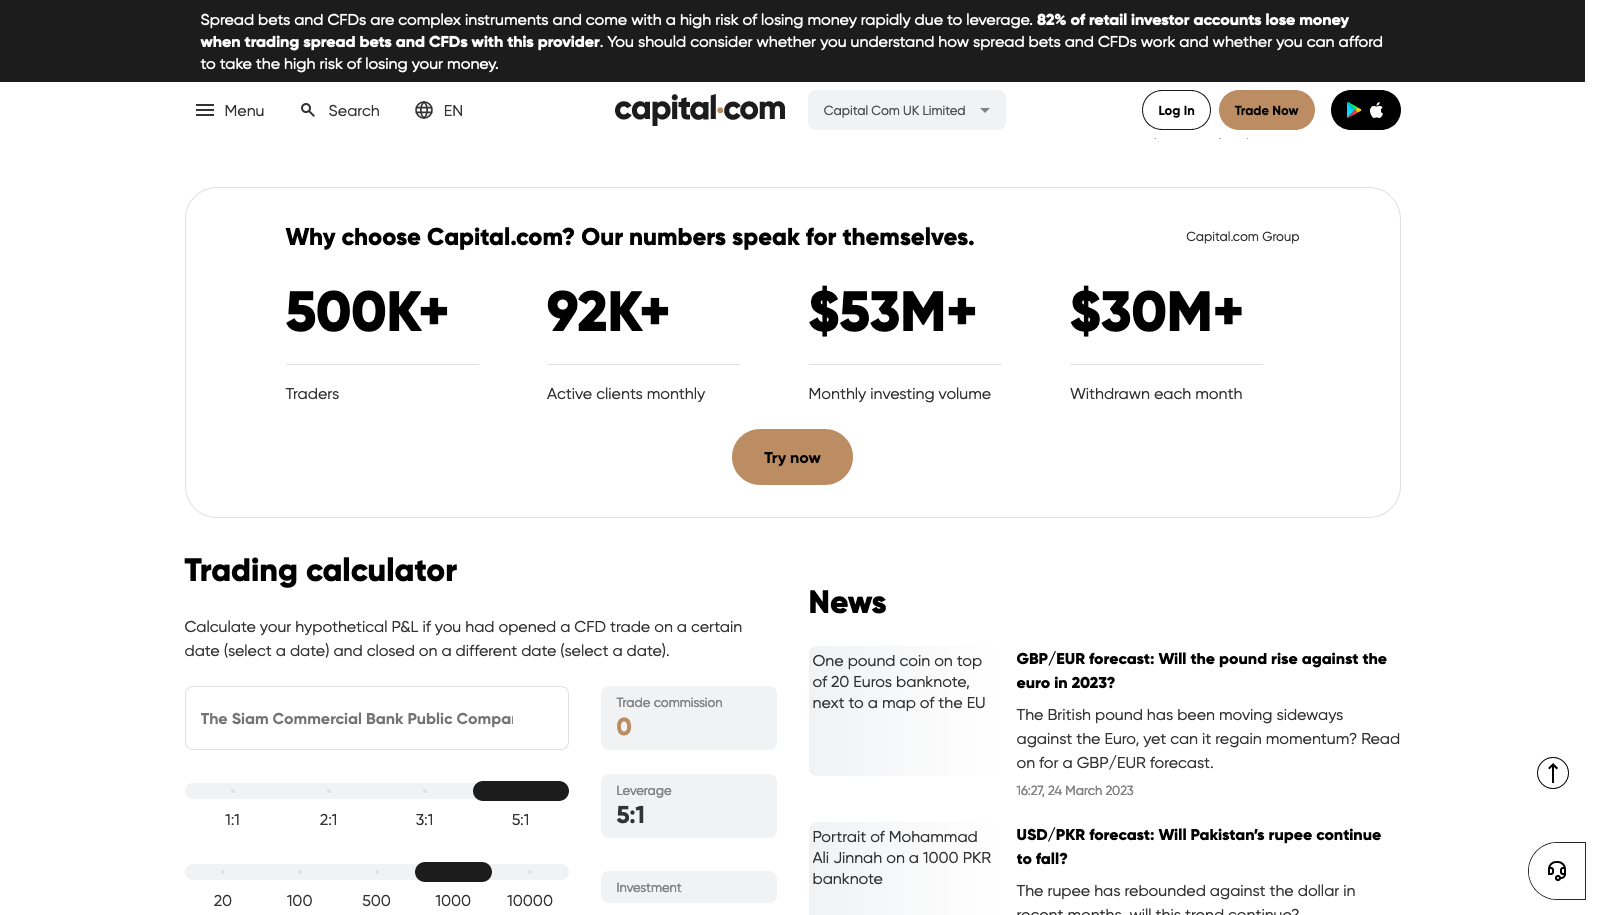 Spread bets and CFDs are complex instruments and come with a high risk of losing money rapidly due to leverage. 82% of retail investor accounts lose money
when trading spread bets and CFDs with this provider. You should consider whether you understand how spread bets and CFDs work and whether you can afford
to take the high risk of losing your money.
Menu Search EN capital.com Capital Com UK Limited Log In Trade Now
Why choose Capital.com? Our numbers speak for themselves. Capital.com Group
500K+ 92K+ $53M+ $30M+
Traders Active clients monthly Monthly investing volume Withdrawn each month
Try now
Trading calculator
Calculate your hypothetical P&L if you had opened a CFD trade on a certain
date (select a date) and closed on a different date (select a date).
The Siam Commercial Bank Public
Trade commission
0
1:1 2:1 3:1 5:1
Leverage
5:1
20 100 500 1000 10000
Investment
News
One pound coin on top
of 20 Euros banknote,
next to a map of the EU
GBP/EUR forecast: Will the pound rise against the
euro in 2023?
The British pound has been moving sideways
against the Euro, yet can it regain momentum? Read
on for a GBP/EUR forecast.
16:27, 24 March 2023
Portrait of Mohammad
Ali Jinnah on a 1000 PKR
banknote
USD/PKR forecast: Will Pakistan’s rupee continue
to fall?
The rupee has rebounded against the dollar in
recent months, will this trend continue?